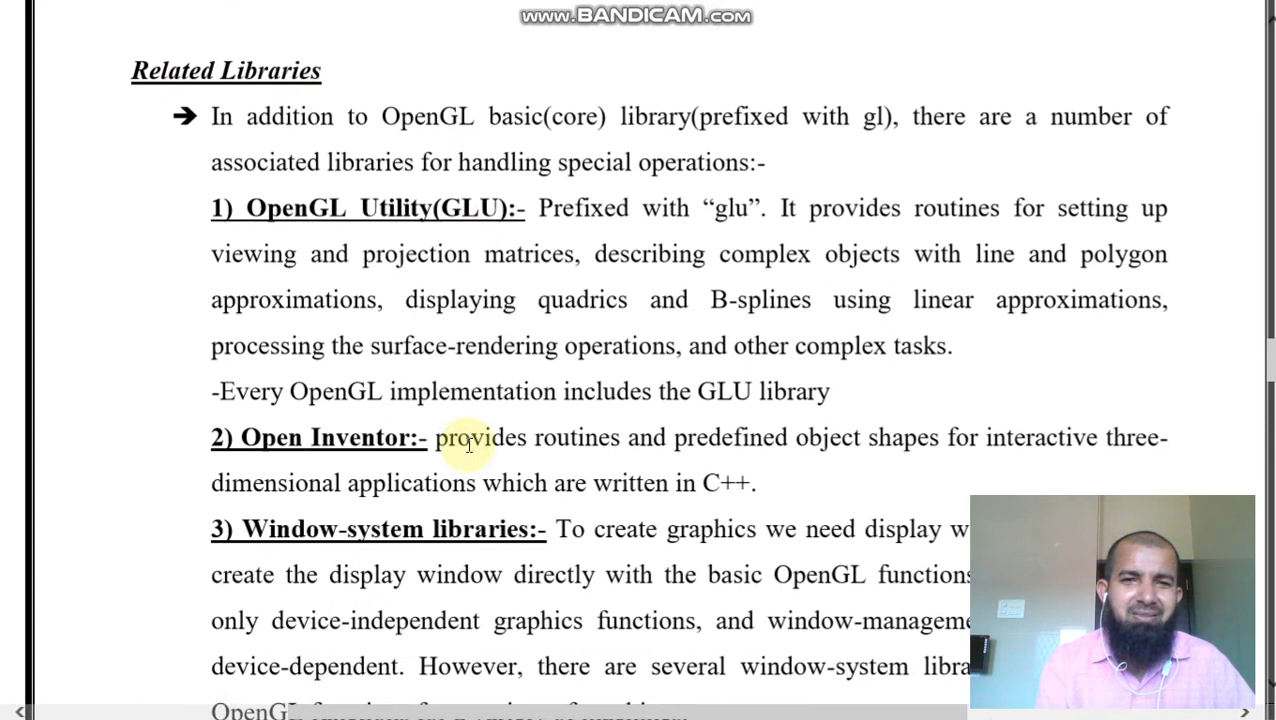 www.BANDICAM.com
Related Libraries
➔ In addition to OpenGL basic(core) library(prefixed with gl), there are a number of
associated libraries for handling special operations:-
1) OpenGL Utility(GLU):- Prefixed with “glu”. It provides routines for setting up
viewing and projection matrices, describing complex objects with line and polygon
approximations, displaying quadrics and B-splines using linear approximations,
processing the surface-rendering operations, and other complex tasks.
-Every OpenGL implementation includes the GLU library
2) Open Inventor:- provides routines and predefined object shapes for interactive three-
dimensional applications which are written in C++.
3) Window-system libraries:- To create graphics we need display
create the display window directly with the basic OpenGL
only device-independent graphics functions, and
device-dependent. However, there are several window-system